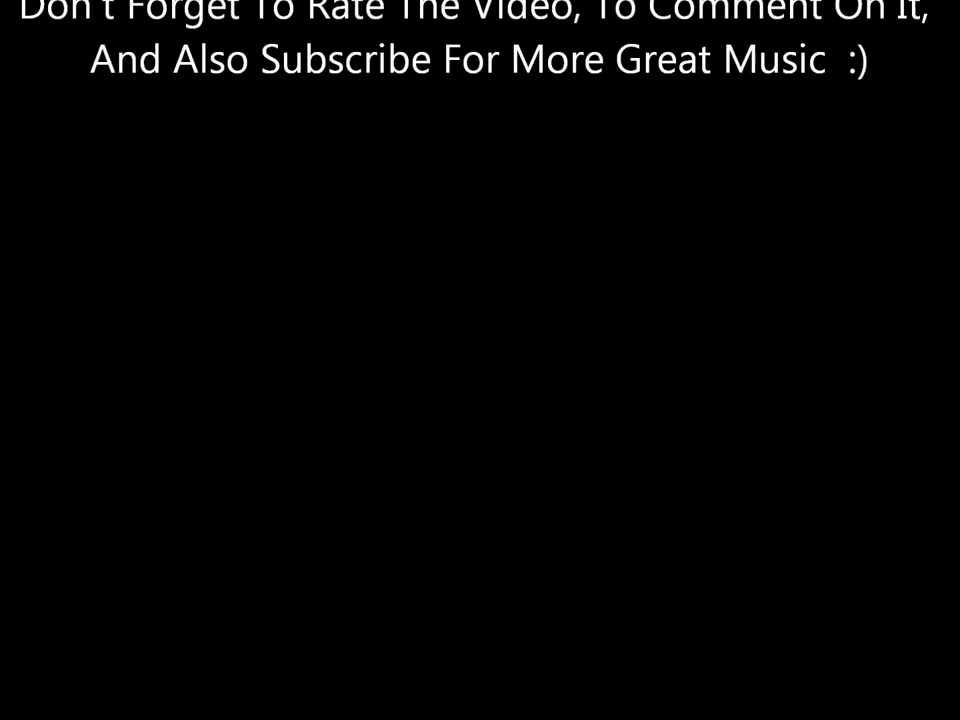 Don't Forget To Rate The Video, To Comment On It,
And Also Subscribe For More Great Music :)